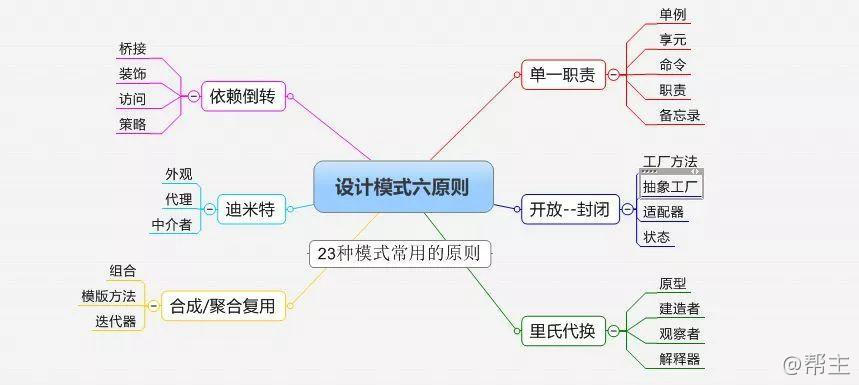 设计模式六原则
23种模式常用的原则
单一职责
单例
享元
命令
职责
备忘录
开放--封闭
工厂方法
抽象工厂
适配器
状态
里氏代换
原型
建造者
观察者
解释器
依赖倒转
桥接
装饰
访问
策略
迪米特
外观
代理
中介者
合成/聚合复用
组合
模版方法
迭代器
@帮主